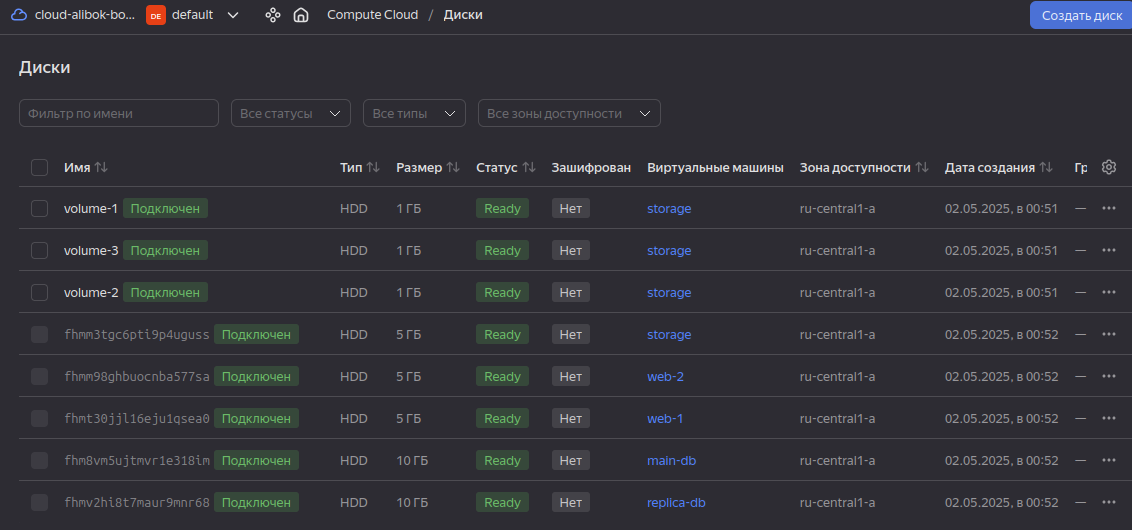 cloud-alibok-bo... DE default Compute Cloud / Диски Создать диск
Диски
Фильтр по имени Все статусы Все типы Все зоны доступности
Имя Тип Размер Статус Зашифрован Виртуальные машины Зона доступности Дата создания Гр
volume-1 Подключен HDD 1 ГБ Ready Нет storage ru-central1-a 02.05.2025, в 00:51 —
volume-3 Подключен HDD 1 ГБ Ready Нет storage ru-central1-a 02.05.2025, в 00:51 —
volume-2 Подключен HDD 1 ГБ Ready Нет storage ru-central1-a 02.05.2025, в 00:51 —
fhmm3tgc6pti9p4uguss Подключен HDD 5 ГБ Ready Нет storage ru-central1-a 02.05.2025, в 00:52 —
fhmm98ghbuocnba577sa Подключен HDD 5 ГБ Ready Нет web-2 ru-central1-a 02.05.2025, в 00:52 —
fhmt30jjl16eju1qsea0 Подключен HDD 5 ГБ Ready Нет web-1 ru-central1-a 02.05.2025, в 00:52 —
fhm8vm5ujtmvr1e318im Подключен HDD 10 ГБ Ready Нет main-db ru-central1-a 02.05.2025, в 00:52 —
fhmv2hi8t7maur9mnr68 Подключен HDD 10 ГБ Ready Нет replica-db ru-central1-a 02.05.2025, в 00:52 —